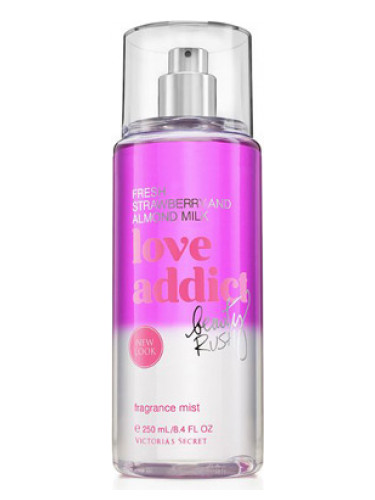 FRESH
STRAWBERRY AND
ALMOND MILK
love
addict
beauty
RUSH
NEW
LOOK
fragrance mist
e 250 mL/8.4 FL OZ
VICTORIA'S SECRET